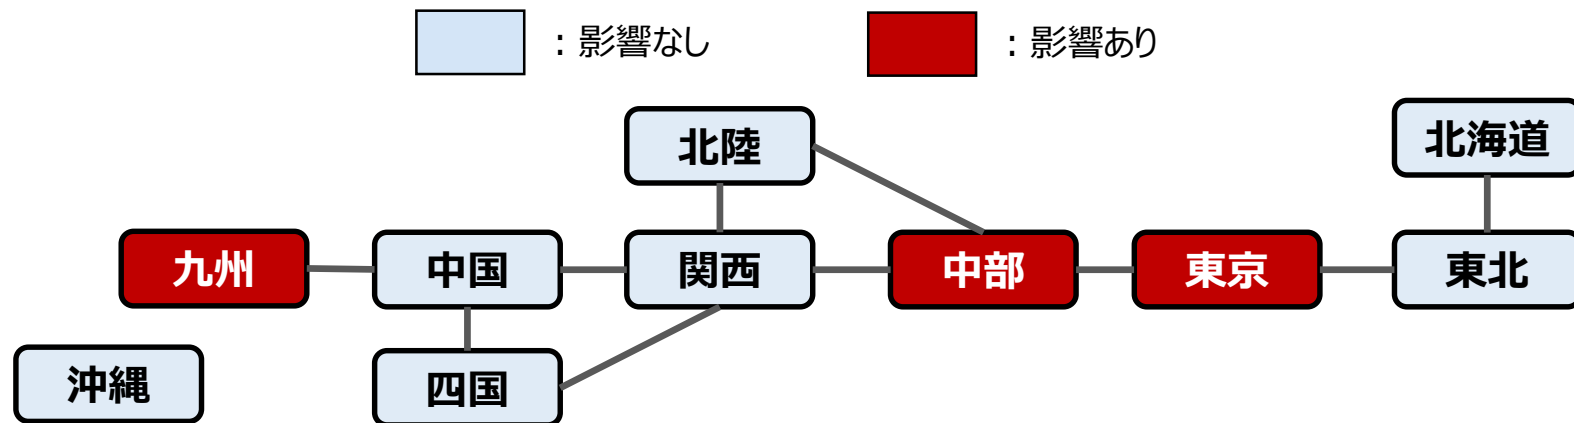 ：影響なし ：影響あり
北陸 北海道
九州 中国 関西 中部 東京 東北
沖縄 四国